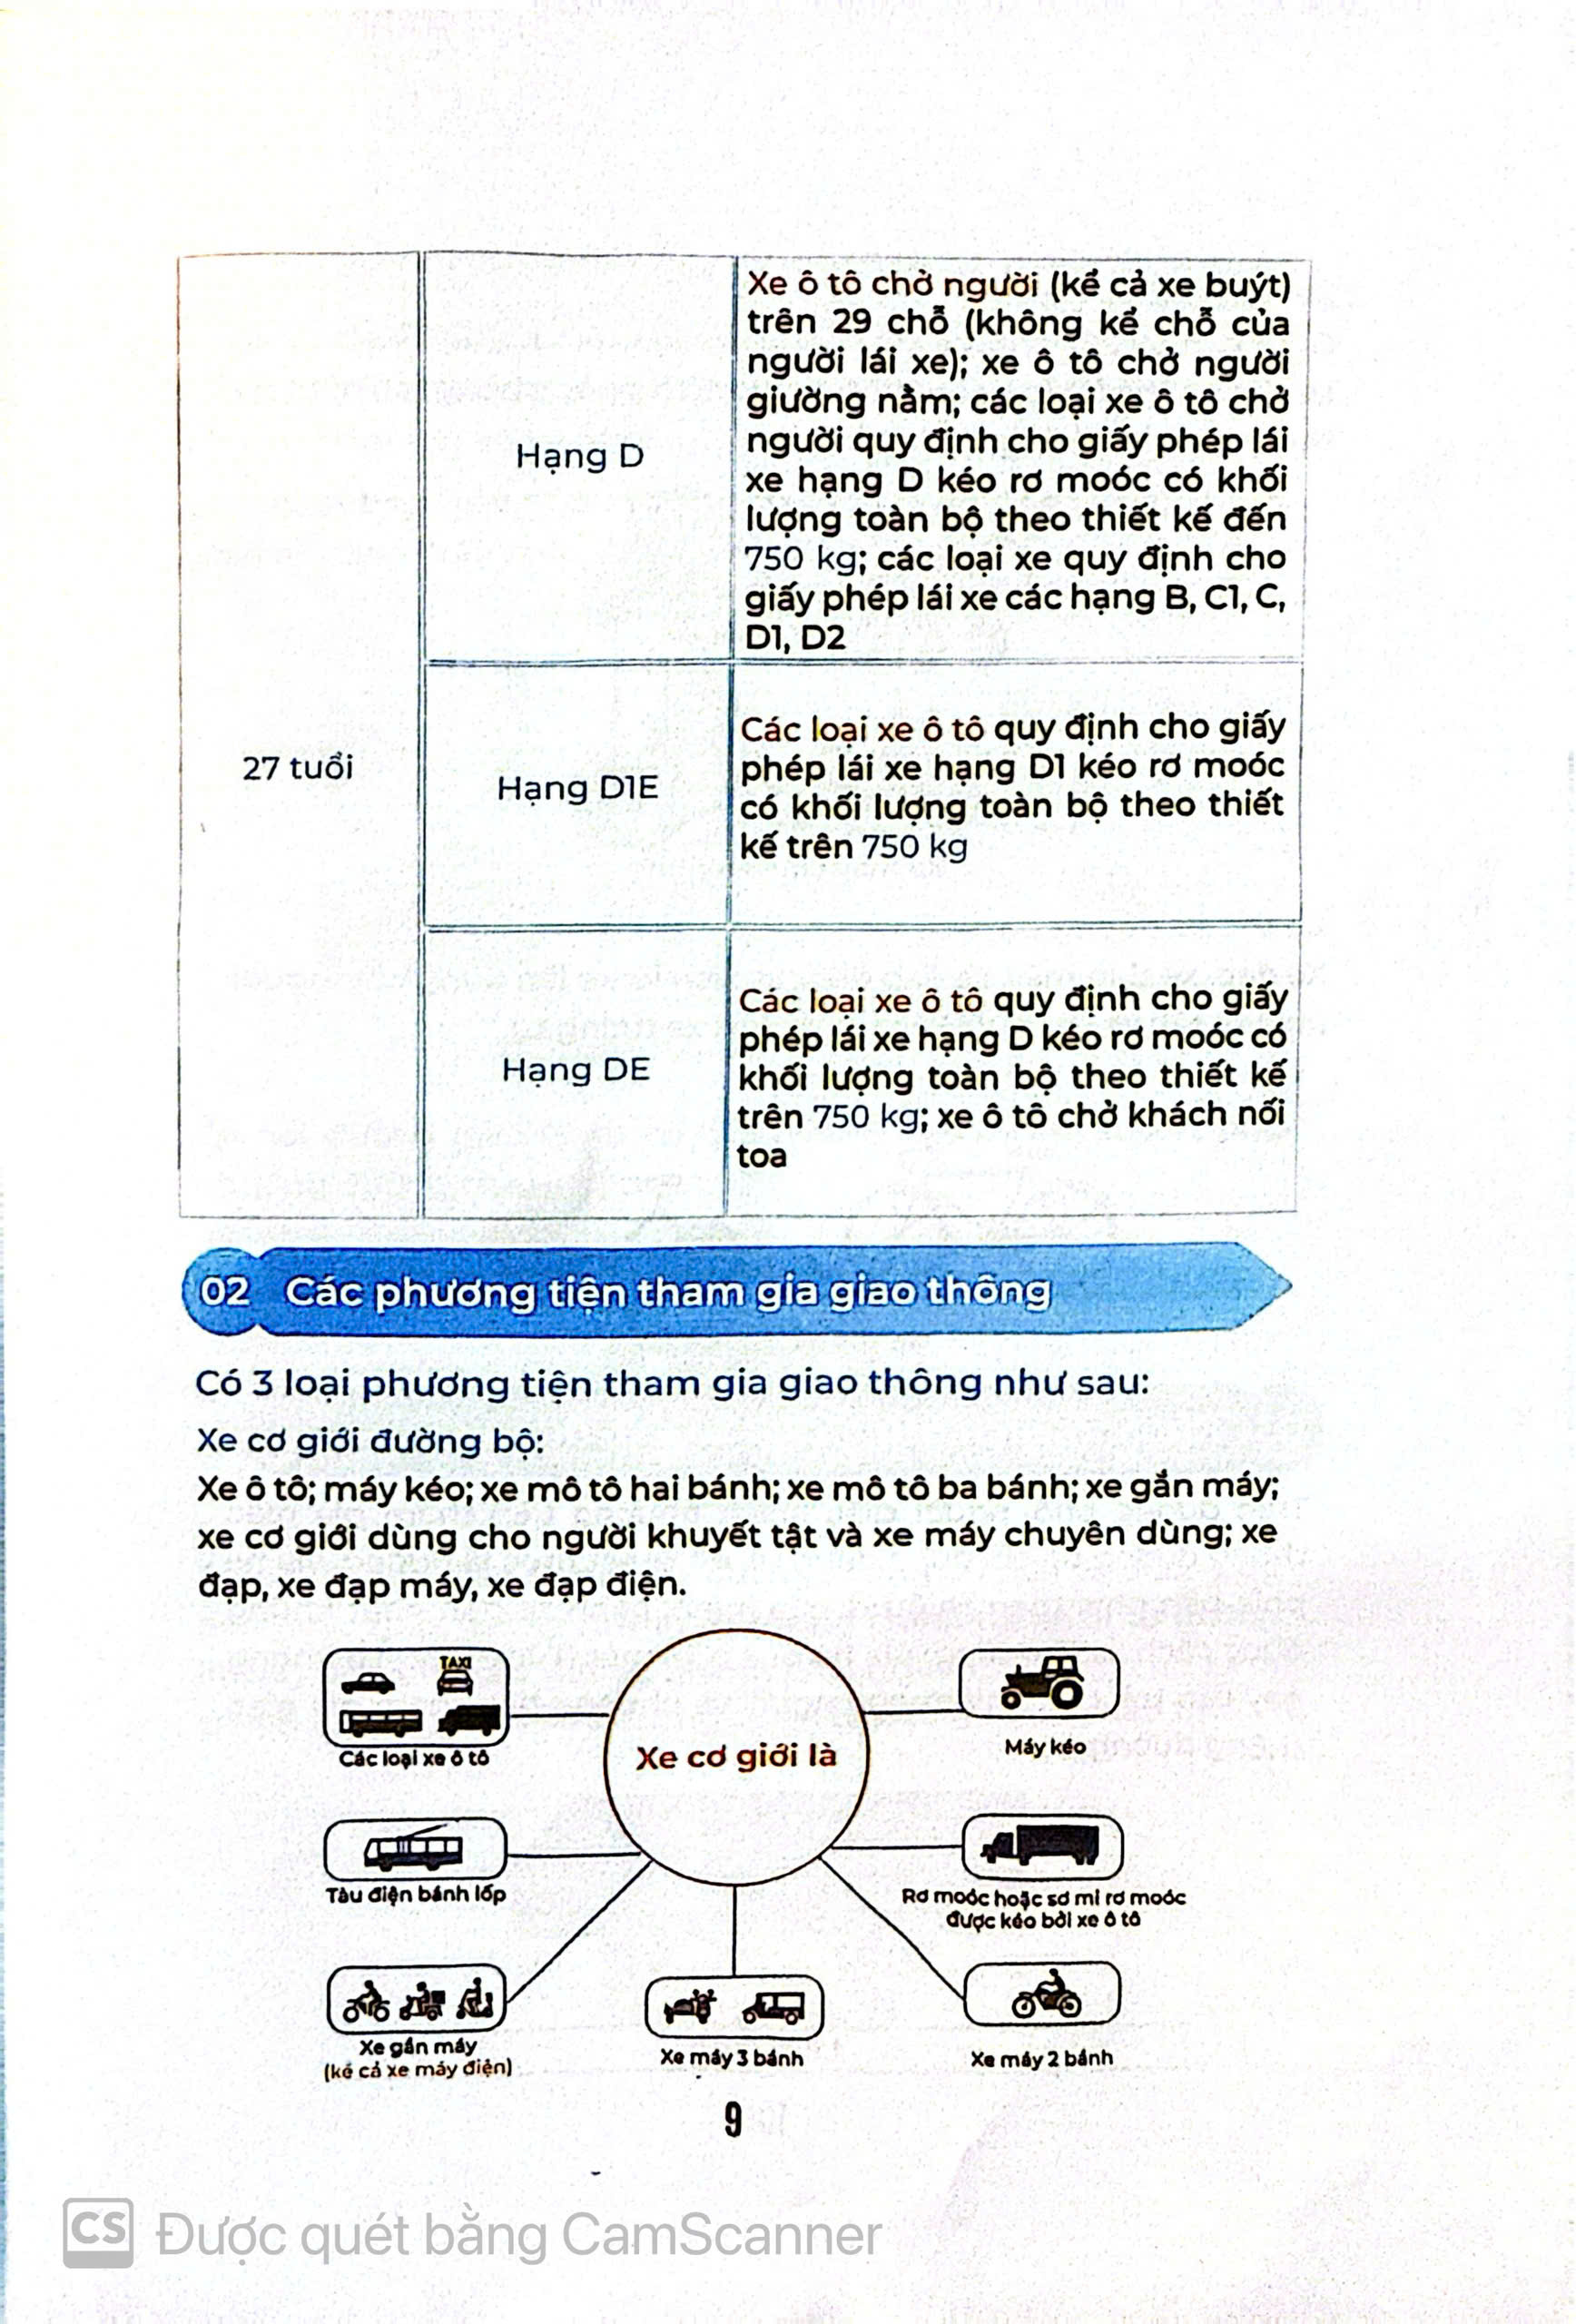 Xe ô tô chở người (kể cả xe buýt)
trên 29 chỗ (không kể chỗ của
người lái xe); xe ô tô chở người
giường nằm; các loại xe ô tô chở
người quy định cho giấy phép lái
xe hạng D kéo rơ moóc có khối
lượng toàn bộ theo thiết kế đến
750 kg; các loại xe quy định cho
giấy phép lái xe các hạng B, C1, C,
D1, D2
Hạng D
27 tuổi
Hạng D1E
Các loại xe ô tô quy định cho giấy
phép lái xe hạng D1 kéo rơ moóc
có khối lượng toàn bộ theo thiết
kế trên 750 kg
Hạng DE
Các loại xe ô tô quy định cho giấy
phép lái xe hạng D kéo rơ moóc có
khối lượng toàn bộ theo thiết kế
trên 750 kg; xe ô tô chở khách nối
toa
02 Các phương tiện tham gia giao thông
Có 3 loại phương tiện tham gia giao thông như sau:
Xe cơ giới đường bộ:
Xe ô tô; máy kéo; xe mô tô hai bánh; xe mô tô ba bánh; xe gắn máy;
xe cơ giới dùng cho người khuyết tật và xe máy chuyên dùng; xe
đạp, xe đạp máy, xe đạp điện.
TAXI
Các loại xe ô tô
Xe cơ giới là
Máy kéo
Tàu điện bánh lốp
Rơ moóc hoặc sơ mi rơ moóc
được kéo bởi xe ô tô
Xe gắn máy
(kể cả xe máy điện)
Xe máy 3 bánh
Xe máy 2 bánh
9
CS Được quét bằng CamScanner